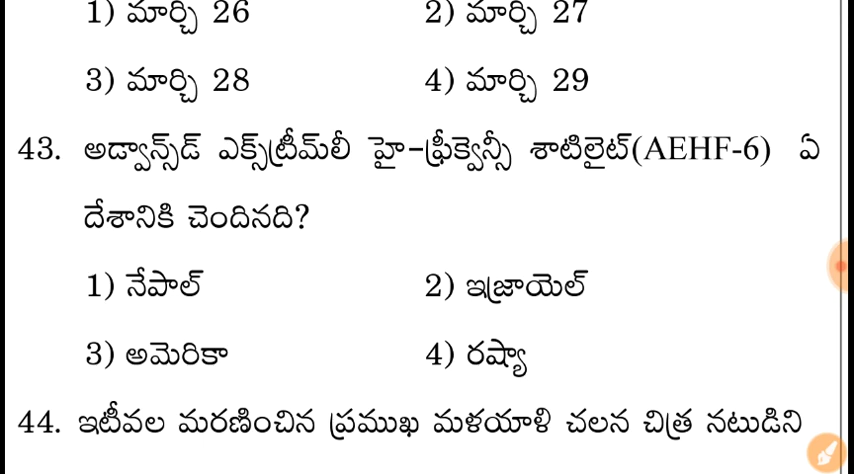 1) మార్చి 26 2) మార్చి 27
3) మార్చి 28 4) మార్చి 29
43. అడ్వాన్స్‌డ్ ఎక్స్‌ట్రీమ్‌లీ హై-ఫ్రీక్వెన్సీ శాటిలైట్(AEHF-6) ఏ
దేశానికి చెందినది?
1) నేపాల్ 2) ఇజ్రాయెల్
3) అమెరికా 4) రష్యా
44. ఇటీవల మరణించిన ప్రముఖ మళయాళి చలన చిత్ర నటుడిని